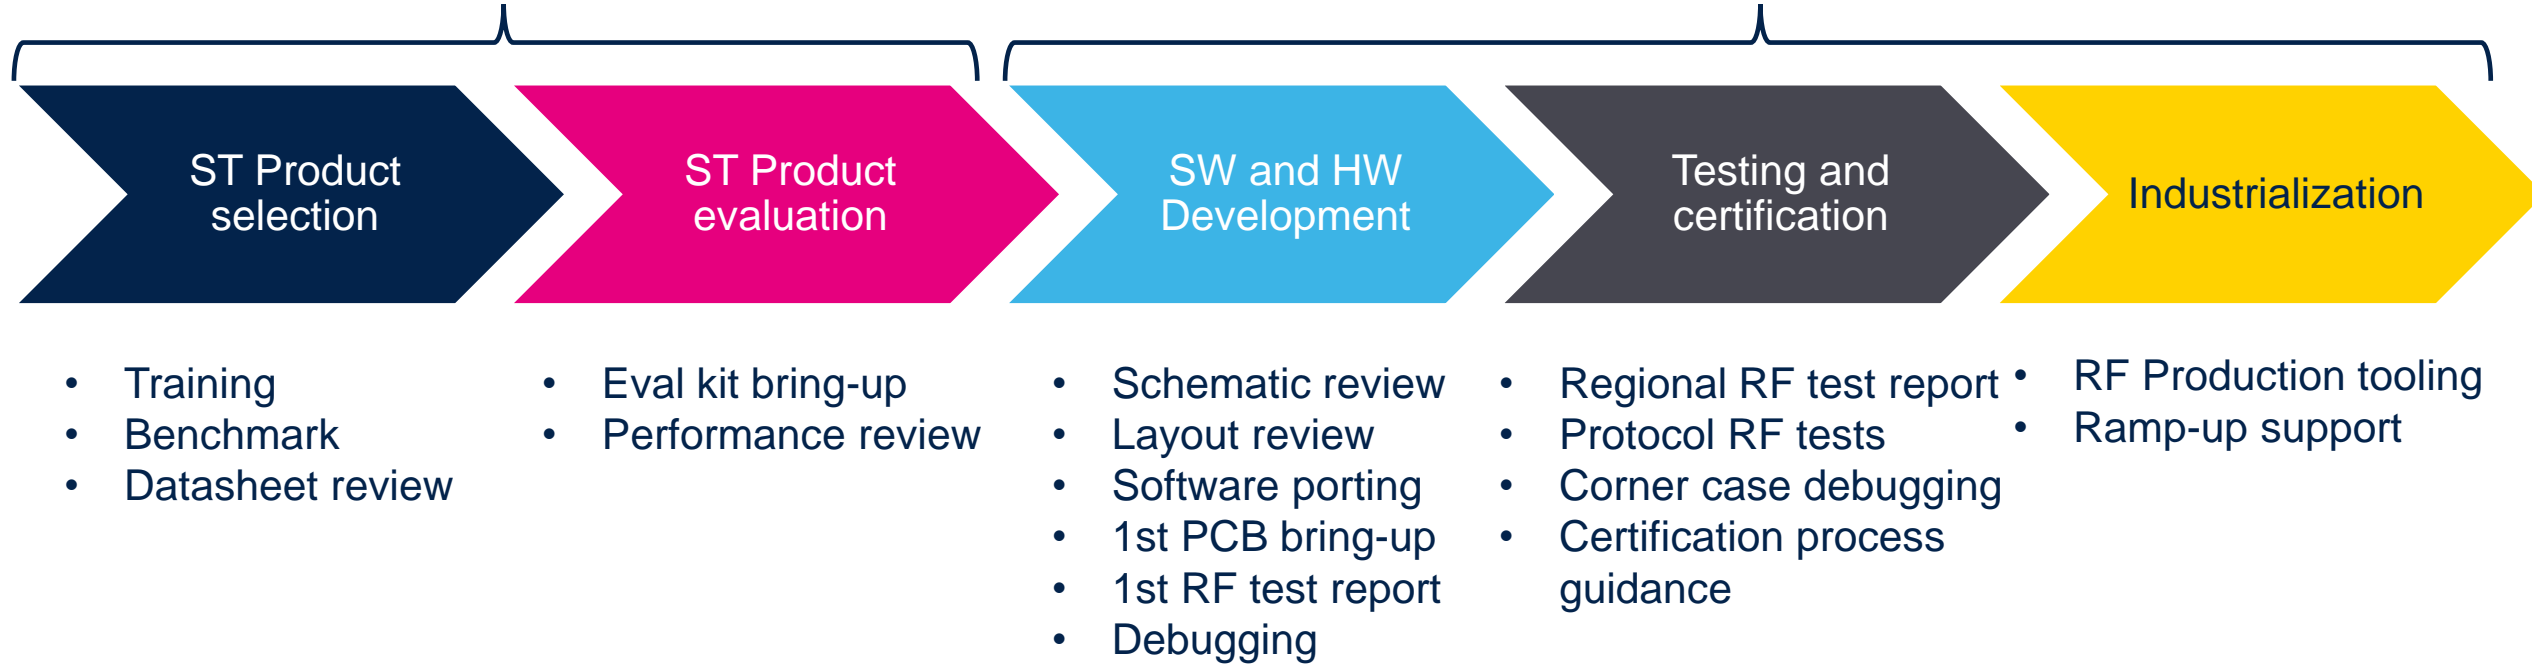 ST Product
selection
ST Product
evaluation
SW and HW
Development
Testing and
certification
Industrialization
• Training
• Benchmark
• Datasheet review
• Eval kit bring-up
• Performance review
• Schematic review
• Layout review
• Software porting
• 1st PCB bring-up
• 1st RF test report
• Debugging
• Regional RF test report
• Protocol RF tests
• Corner case debugging
• Certification process
guidance
• RF Production tooling
• Ramp-up support